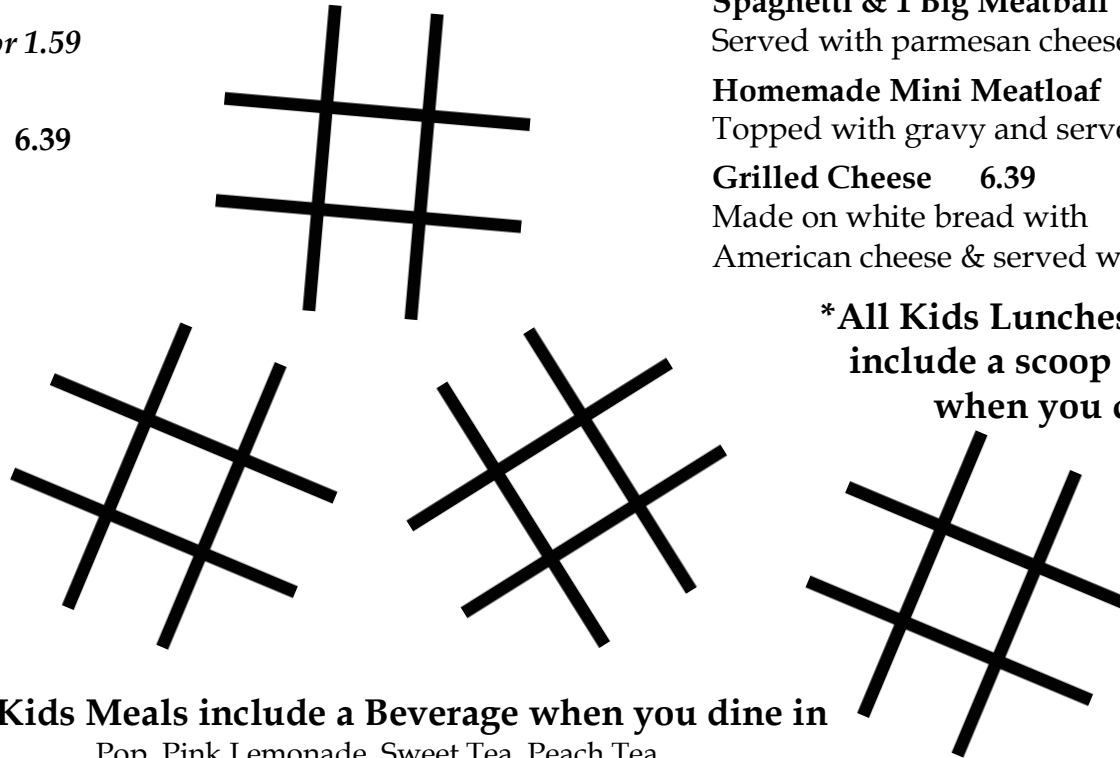 or 1.59
6.39
Spaghetti & 1 Big Meatball
Served with parmesan cheese
Homemade Mini Meatloaf
Topped with gravy and serve
Grilled Cheese 6.39
Made on white bread with
American cheese & served w
*All Kids Lunches
include a scoop
when you
Kids Meals include a Beverage when you dine in
Pop, Pink Lemonade, Sweet Tea, Peach Tea